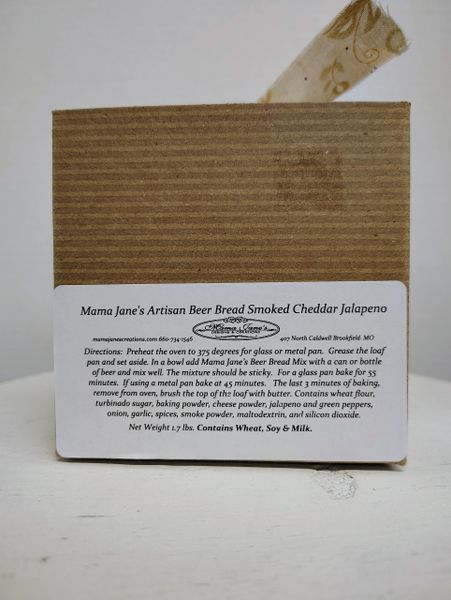 Mama Jane's Artisan Beer Bread Smoked Cheddar Jalapeno
Mama Jane's
DESIGNS & CREATIONS
mamajanescreations.com 660-734-1546 407 North Caldwell Brookfield MO
Directions: Preheat the oven to 375 degrees for glass or metal pan. Grease the loaf
pan and set aside. In a bowl add Mama Jane's Beer Bread Mix with a can or bottle
of beer and mix well. The mixture should be sticky. For a glass pan bake for 55
minutes. If using a metal pan bake at 45 minutes. The last 3 minutes of baking,
remove from oven, brush the top of the loaf with butter. Contains wheat flour,
turbinado sugar, baking powder, cheese powder, jalapeno and green peppers,
onion, garlic, spices, smoke powder, maltodextrin, and silicon dioxide.
Net Weight 1.7 lbs. Contains Wheat, Soy & Milk.